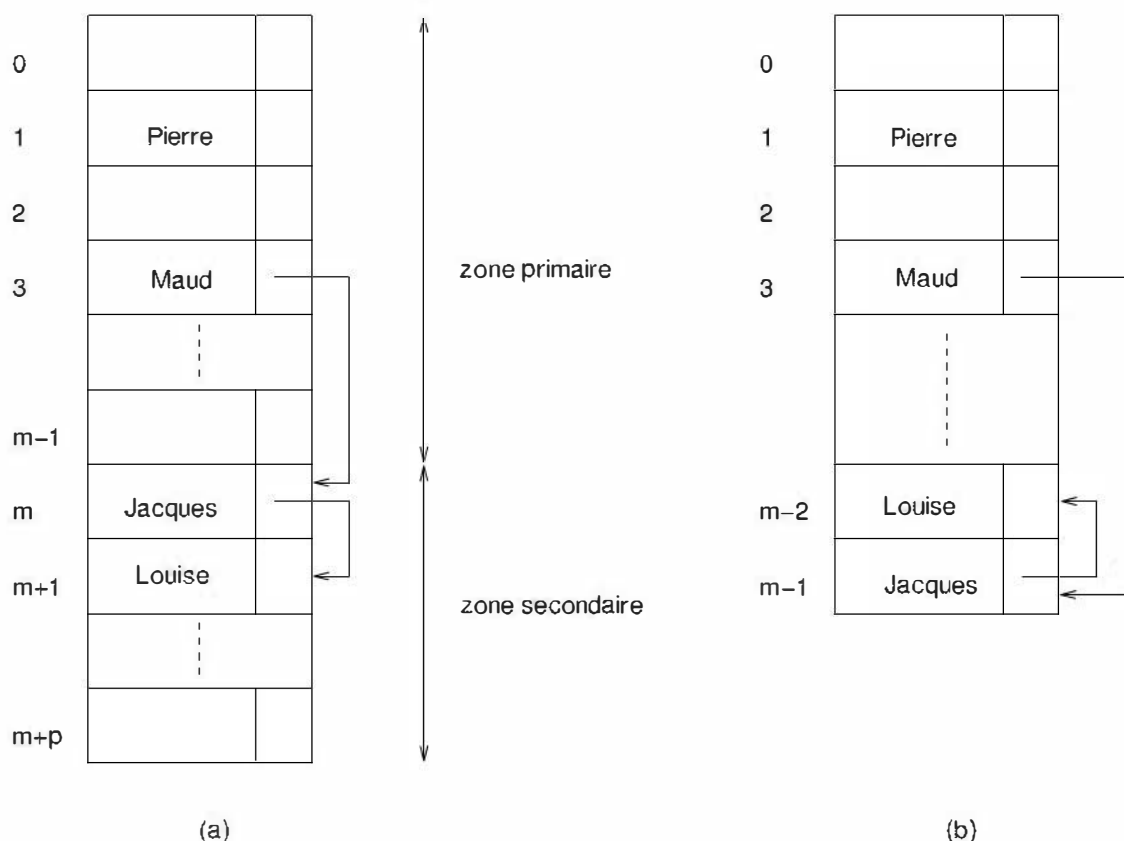 0
1
Pierre
2
3
Maud
zone primaire
m−1
m
Jacques
m+1
Louise
zone secondaire
m+p
(a)
0
1
Pierre
2
3
Maud
m−2
Louise
m−1
Jacques
(b)